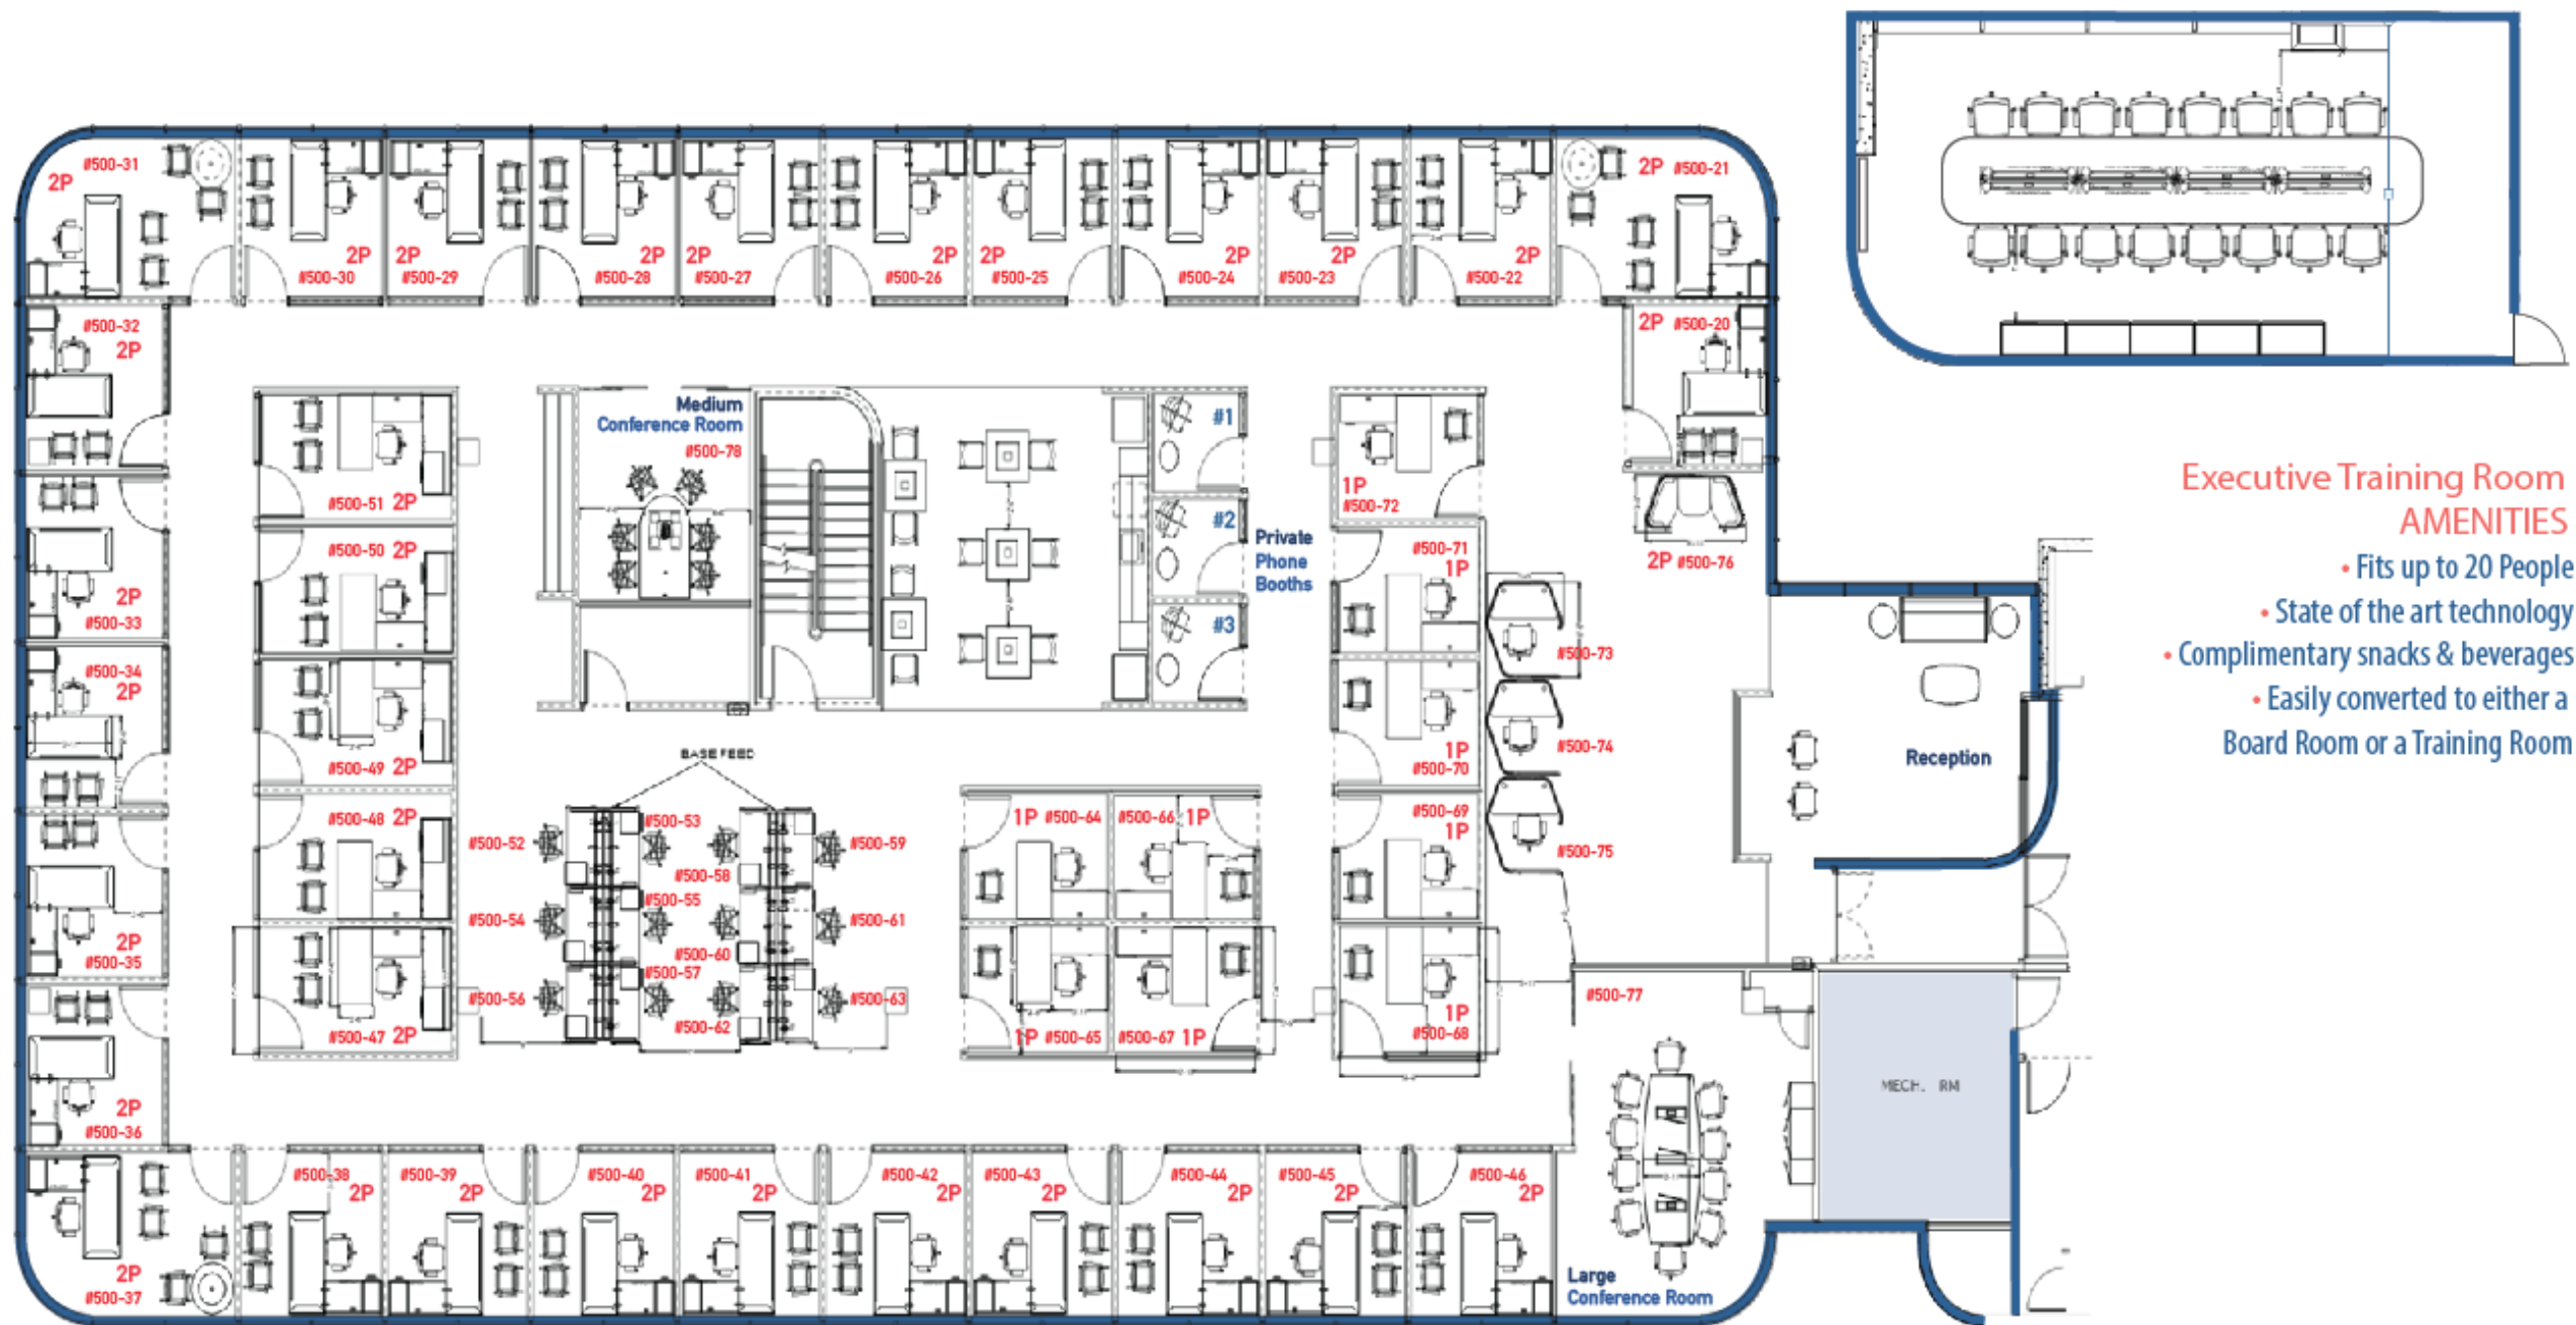 #500-31
2P
2P
#500-30
2P
#500-29
2P
#500-28
2P
#500-27
2P
#500-26
2P
#500-25
2P
#500-24
2P
#500-23
2P
#500-22
2P #500-21
#500-32
2P
2P #500-20
Medium
Conference Room
#500-78
#1
#2
#3
Private
Phone
Booths
#500-51 2P
#500-50 2P
#500-49 2P
#500-48 2P
#500-47 2P
2P
#500-33
#500-34
2P
2P
#500-35
2P
#500-36
2P
#500-37
1P
#500-72
#500-71
1P
1P
#500-70
#500-69
1P
1P
#500-68
2P #500-76
#500-73
#500-74
#500-75
BASE FEED
#500-52
#500-53
#500-58
#500-59
#500-54
#500-55
#500-60
#500-61
#500-56
#500-57
#500-62
#500-63
1P #500-64
#500-66 1P
1P #500-65
#500-67 1P
Reception
#500-77
MECH. RM
Large
Conference Room
#500-38
2P
#500-39
2P
#500-40
2P
#500-41
2P
#500-42
2P
#500-43
2P
#500-44
2P
#500-45
2P
#500-46
2P
Executive Training Room
AMENITIES
• Fits up to 20 People
• State of the art technology
• Complimentary snacks & beverages
• Easily converted to either a
Board Room or a Training Room